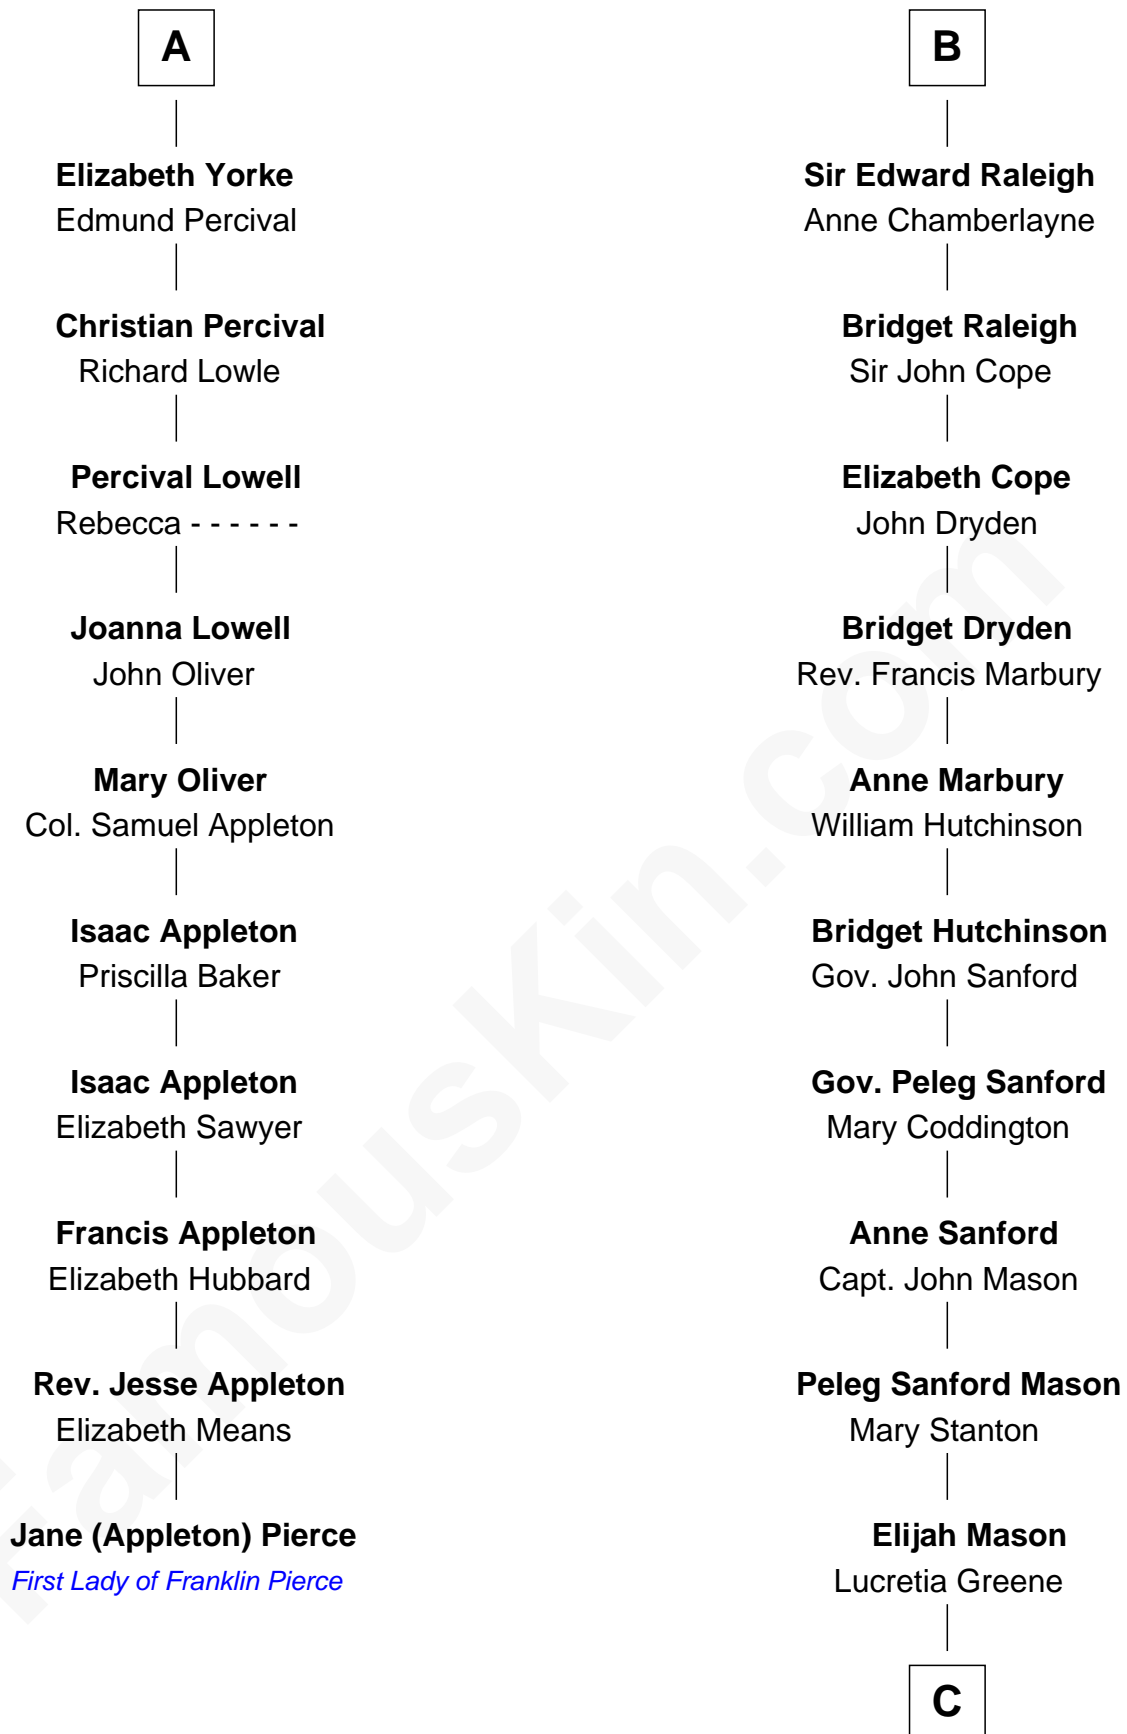 A
Elizabeth Yorke
Edmund Percival
Christian Percival
Richard Lowle
Percival Lowell
Rebecca - - - - - -
Joanna Lowell
John Oliver
Mary Oliver
Col. Samuel Appleton
Isaac Appleton
Priscilla Baker
Isaac Appleton
Elizabeth Sawyer
Francis Appleton
Elizabeth Hubbard
Rev. Jesse Appleton
Elizabeth Means
Jane (Appleton) Pierce
First Lady of Franklin Pierce
B
Sir Edward Raleigh
Anne Chamberlayne
Bridget Raleigh
Sir John Cope
Elizabeth Cope
John Dryden
Bridget Dryden
Rev. Francis Marbury
Anne Marbury
William Hutchinson
Bridget Hutchinson
Gov. John Sanford
Gov. Peleg Sanford
Mary Coddington
Anne Sanford
Capt. John Mason
Peleg Sanford Mason
Mary Stanton
Elijah Mason
Lucretia Greene
C
FamousKin.com